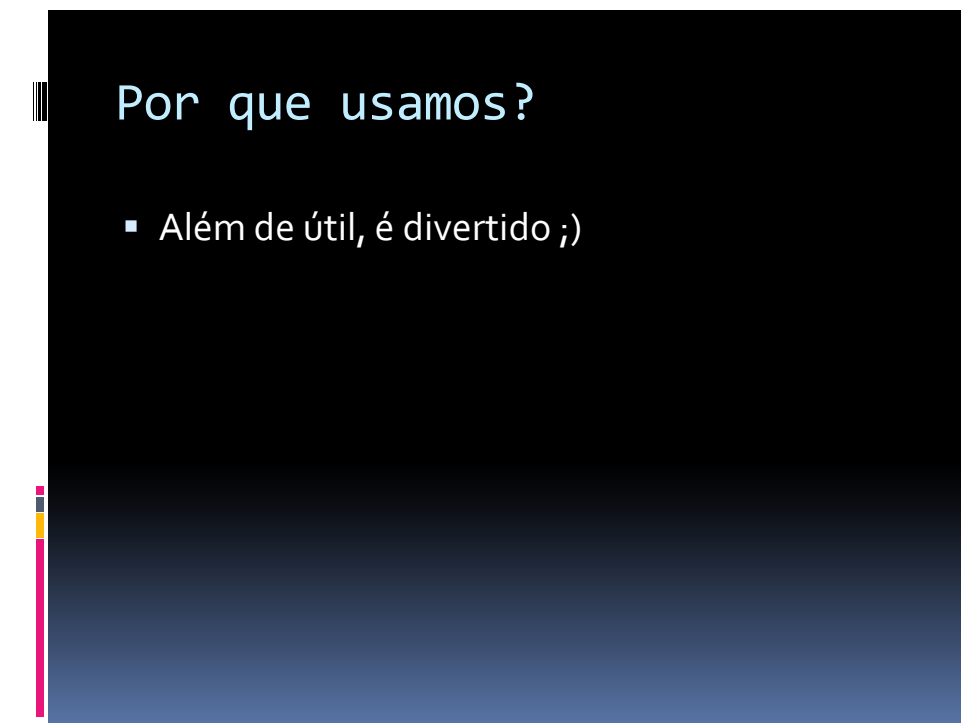 Por que usamos?
Além de útil, é divertido ;)